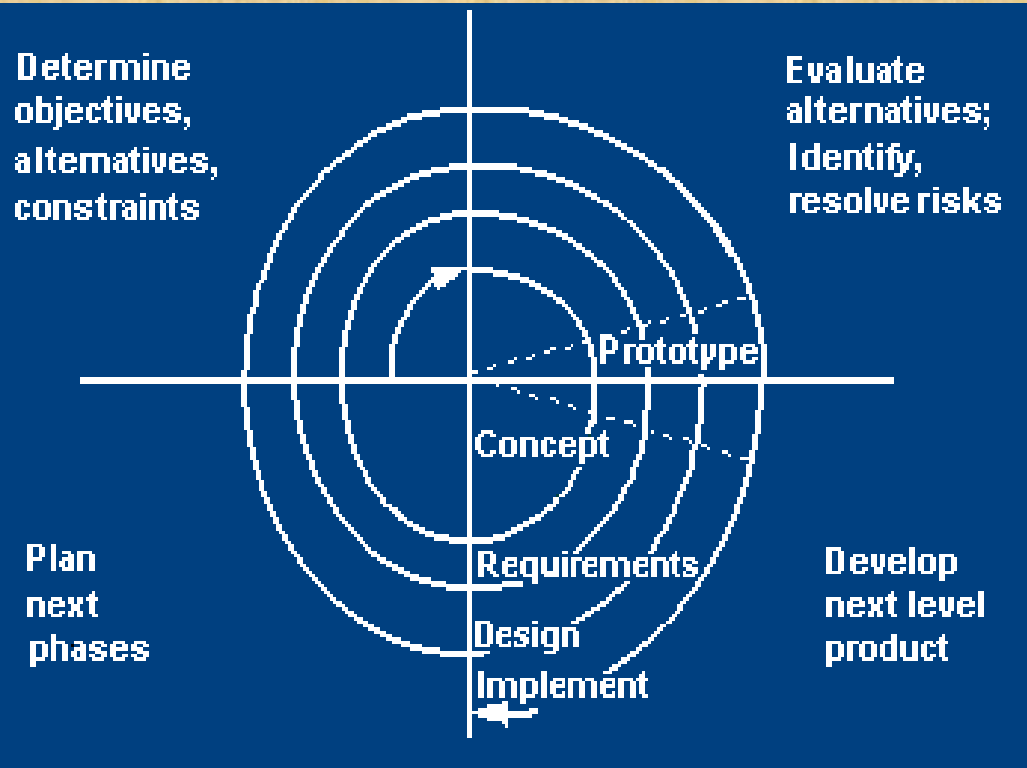 Determine
objectives,
alternatives,
constraints
Evaluate
alternatives;
Identify,
resolve risks
Prototype
Concept
Requirements
Design
Implement
Plan
next
phases
Develop
next level
product